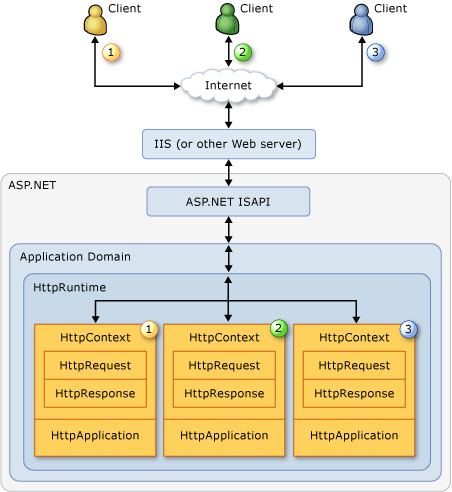 Client Client Client
1 2 3
Internet
IIS (or other Web server)
ASP.NET
ASP.NET ISAPI
Application Domain
HttpRuntime
1 2 3
HttpContext HttpContext HttpContext
HttpRequest HttpRequest HttpRequest
HttpResponse HttpResponse HttpResponse
HttpApplication HttpApplication HttpApplication